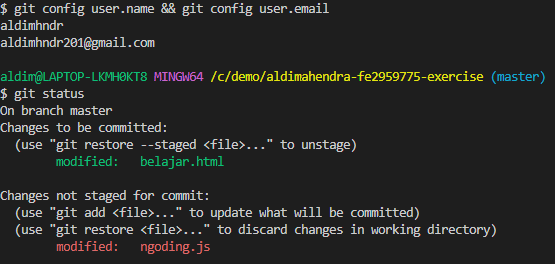 $ git config user.name && git config user.email
aldimhndr
aldimhndr201@gmail.com
aldim@LAPTOP-LKMH0KT8 MINGW64 /c/demo/aldimahendra-fe2959775-exercise (master)
$ git status
On branch master
Changes to be committed:
  (use "git restore --staged <file>..." to unstage)
        modified:   belajar.html
Changes not staged for commit:
  (use "git add <file>..." to update what will be committed)
  (use "git restore <file>..." to discard changes in working directory)
        modified:   ngoding.js